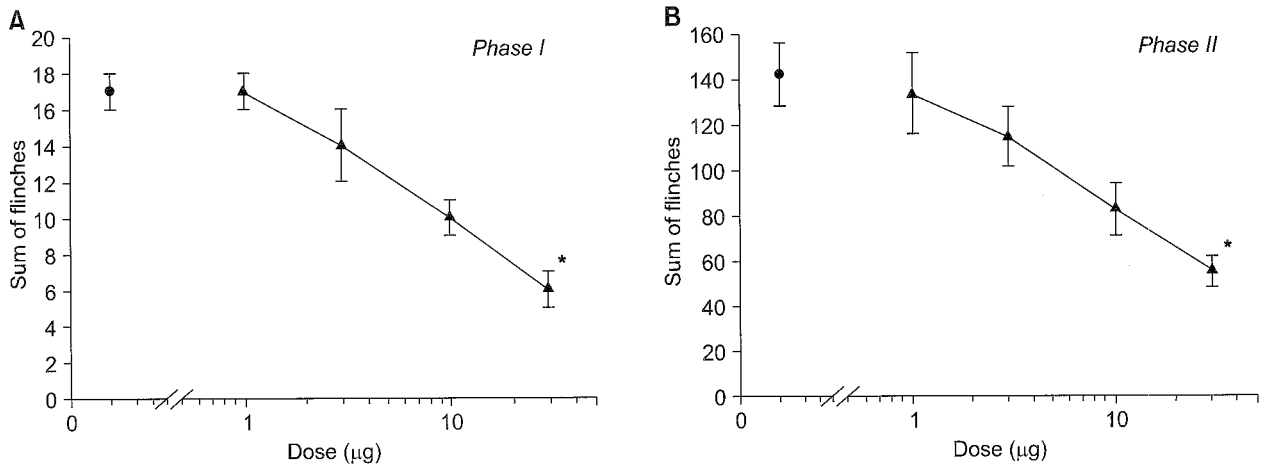 A
Phase I
Sum of flinches
20
18
16
14
12
10
8
6
4
2
0
*
0 1 10
Dose (μg)
B
Phase II
Sum of flinches
160
140
120
100
80
60
40
20
0
*
0 1 10
Dose (μg)